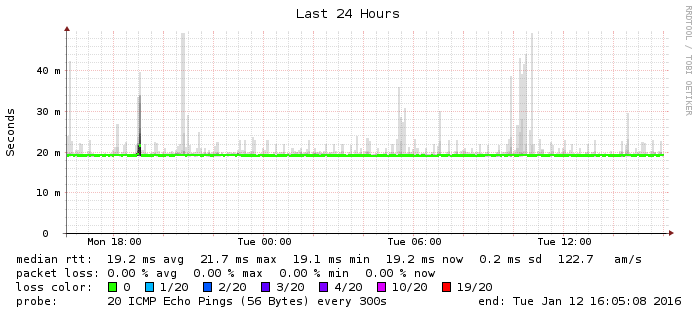 Last 24 Hours
RRDTOOL / TOBI OETIKER
Seconds
40 m
30 m
20 m
10 m
0
Mon 18:00 Tue 00:00 Tue 06:00 Tue 12:00
median rtt: 19.2 ms avg 21.7 ms max 19.1 ms min 19.2 ms now 0.2 ms sd 122.7 am/s
packet loss: 0.00 % avg 0.00 % max 0.00 % min 0.00 % now
loss color: 0 1/20 2/20 3/20 4/20 10/20 19/20
probe: 20 ICMP Echo Pings (56 Bytes) every 300s end: Tue Jan 12 16:05:08 2016